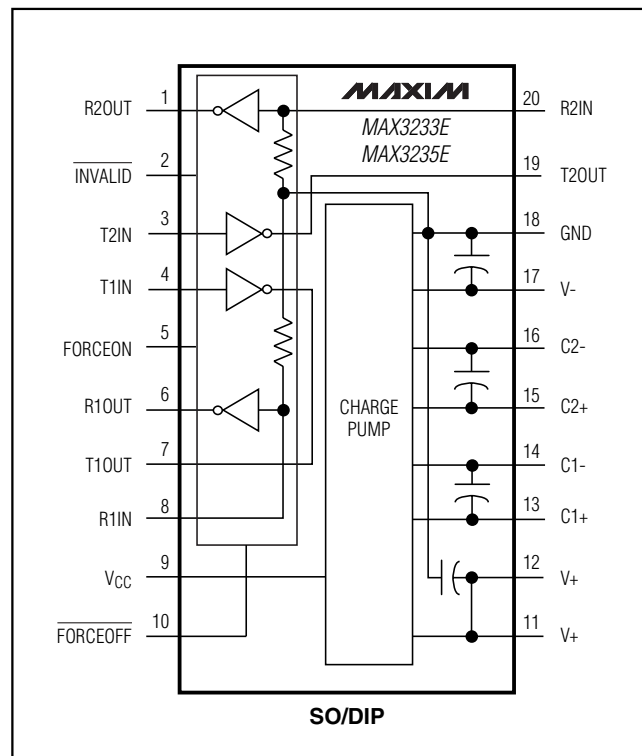 MAXIM
MAX3233E
MAX3235E
R2OUT 1
INVALID 2
T2IN 3
T1IN 4
FORCEON 5
R1OUT 6
T1OUT 7
R1IN 8
VCC 9
FORCEOFF 10
20 R2IN
19 T2OUT
18 GND
17 V-
16 C2-
15 C2+
14 C1-
13 C1+
12 V+
11 V+
CHARGE
PUMP
SO/DIP